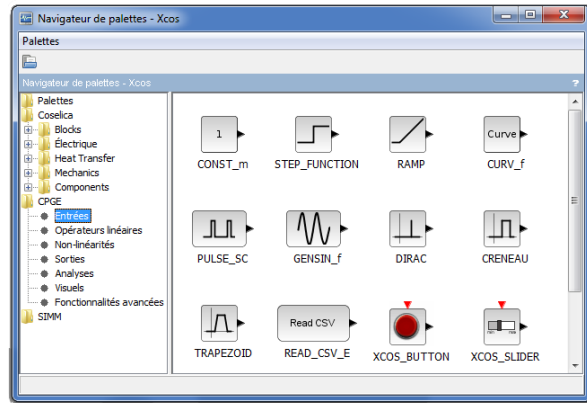 Navigateur de palettes - Xcos
Palettes
Navigateur de palettes - Xcos ?
Palettes
Coselica
Blocks
Électrique
Heat Transfer
Mechanics
Components
CPGE
Entrées
Opérateurs linéaires
Non-linéarités
Sorties
Analyses
Visuels
Fonctionnalités avancées
SIMM
1
Curve
CONST_m STEP_FUNCTION RAMP CURV_f
PULSE_SC GENSIN_f DIRAC CRENEAU
Read CSV
TRAPEZOID READ_CSV_E XCOS_BUTTON XCOS_SLIDER